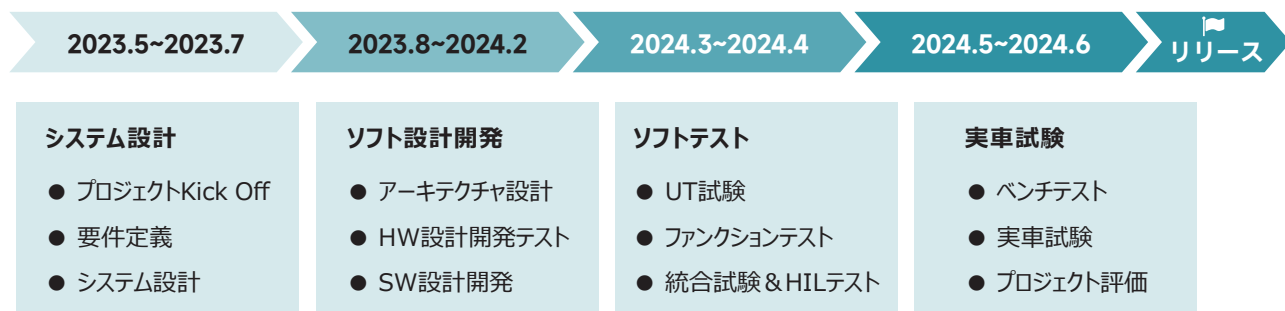 2023.5~2023.7
2023.8~2024.2
2024.3~2024.4
2024.5~2024.6
リリース
システム設計
● プロジェクトKick Off
● 要件定義
● システム設計
ソフト設計開発
● アーキテクチャ設計
● HW設計開発テスト
● SW設計開発
ソフトテスト
● UT試験
● ファンクションテスト
● 統合試験&HILテスト
実車試験
● ベンチテスト
● 実車試験
● プロジェクト評価